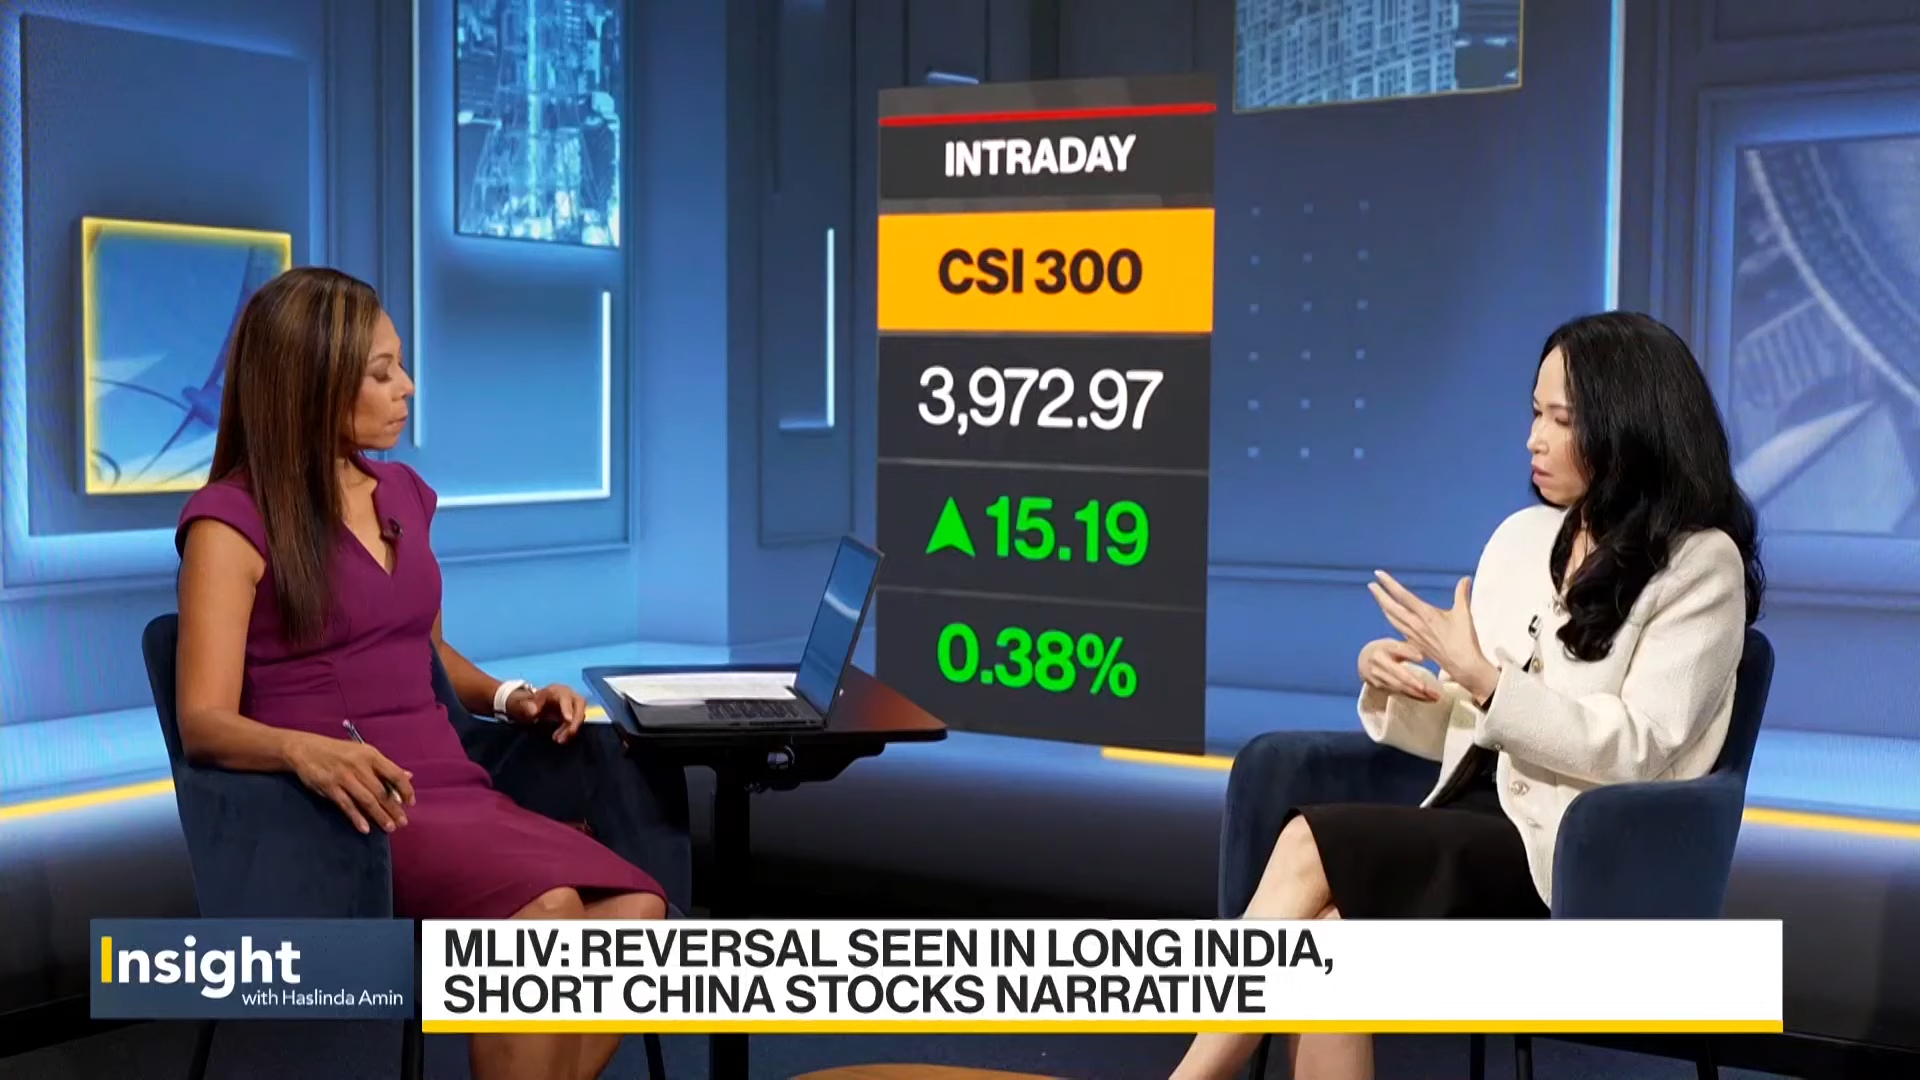 INTRADAY
CSI 300
3,972.97
▲15.19
0.38%
Insight
with Haslinda Amin
MLIV: REVERSAL SEEN IN LONG INDIA,
SHORT CHINA STOCKS NARRATIVE